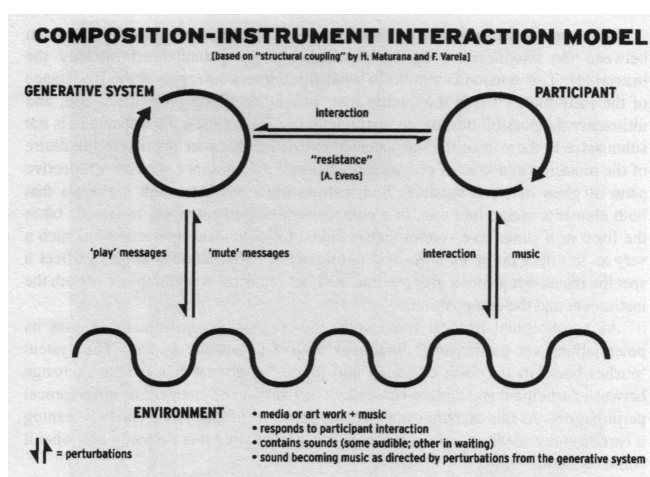 COMPOSITION-INSTRUMENT INTERACTION MODEL
[based on "structural coupling" by H. Maturana and F. Varela]
GENERATIVE SYSTEM
PARTICIPANT
interaction
"resistance"
[A. Evens]
'play' messages
'mute' messages
interaction
music
ENVIRONMENT
• media or art work + music
• responds to participant interaction
• contains sounds (some audible; other in waiting)
• sound becoming music as directed by perturbations from the generative system
= perturbations